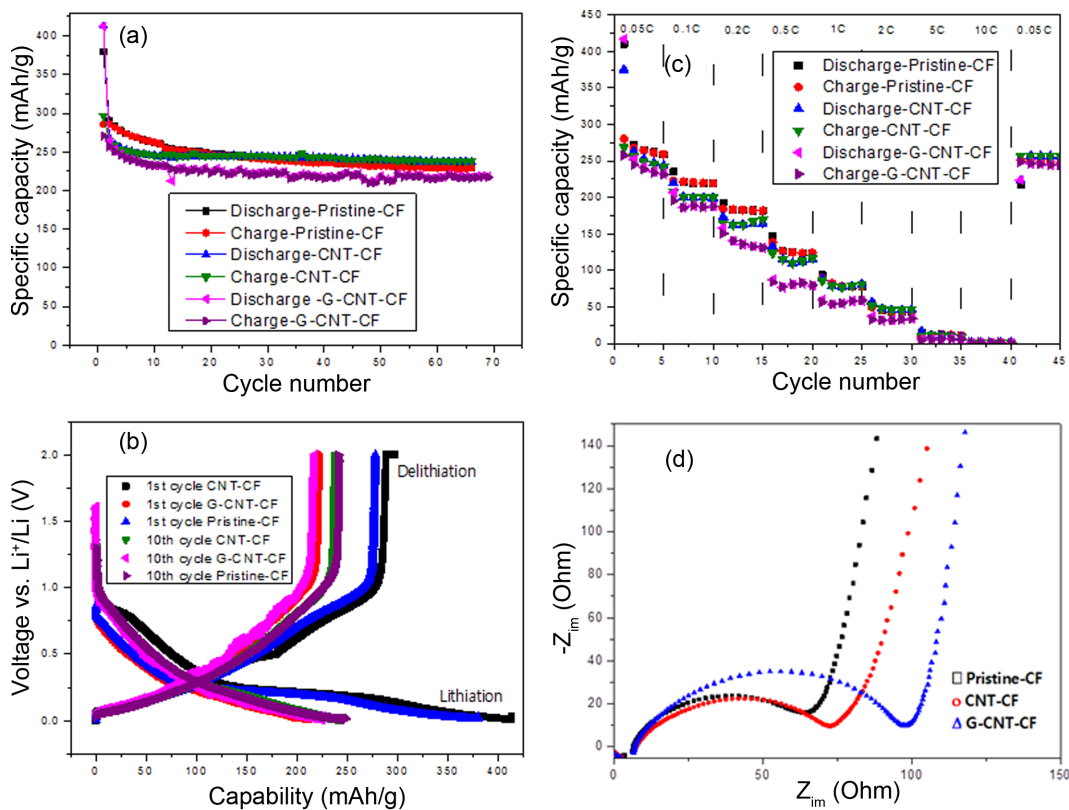 (a)
Specific capacity (mAh/g)
400
350
300
250
200
150
100
50
0
Discharge-Pristine-CF
Charge-Pristine-CF
Discharge-CNT-CF
Charge-CNT-CF
Discharge -G-CNT-CF
Charge-G-CNT-CF
0 10 20 30 40 50 60 70
Cycle number
(c)
Specific capacity (mAh/g)
450
400
350
300
250
200
150
100
50
0
0.05C 0.1C 0.2C 0.5C 1C 2C 5C 10C 0.05C
Discharge-Pristine-CF
Charge-Pristine-CF
Discharge-CNT-CF
Charge-CNT-CF
Discharge-G-CNT-CF
Charge-G-CNT-CF
0 5 10 15 20 25 30 35 40 45
Cycle number
(b)
Voltage vs. Li⁺/Li (V)
2.0
1.5
1.0
0.5
0.0
Delithiation
1st cycle CNT-CF
1st cycle G-CNT-CF
1st cycle Pristine-CF
10th cycle CNT-CF
10th cycle G-CNT-CF
10th cycle Pristine-CF
Lithiation
0 50 100 150 200 250 300 350 400
Capability (mAh/g)
(d)
-Zim (Ohm)
140
120
100
80
60
40
20
0
Pristine-CF
CNT-CF
G-CNT-CF
0 50 100 150
Zim (Ohm)